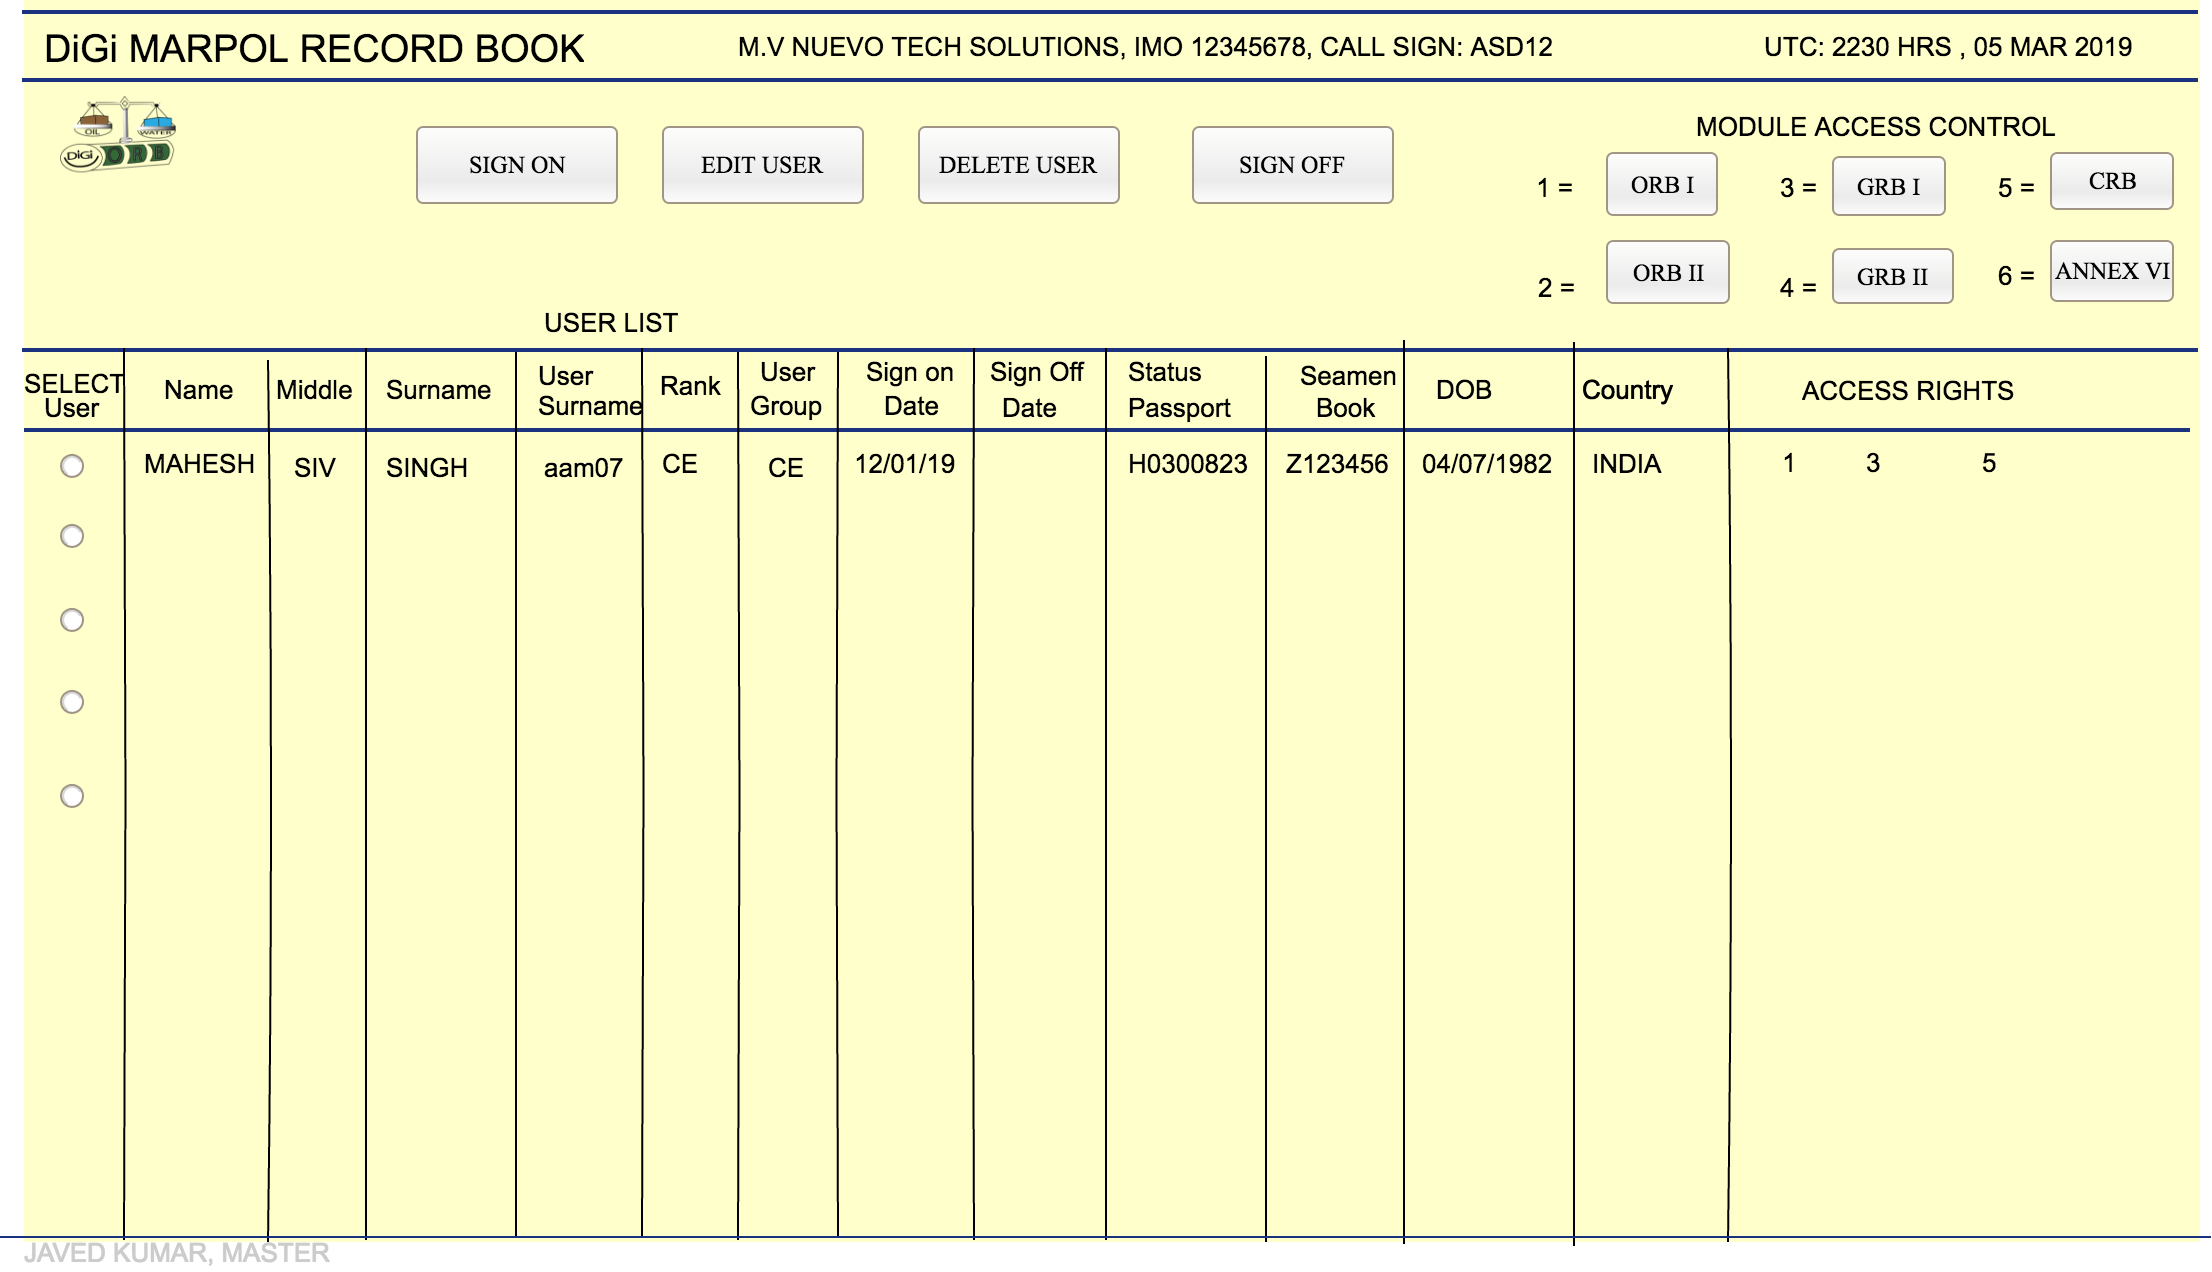 DiGi MARPOL RECORD BOOK
M.V NUEVO TECH SOLUTIONS, IMO 12345678, CALL SIGN: ASD12
UTC: 2230 HRS , 05 MAR 2019
OIL
WATER
DiGi ORB
SIGN ON
EDIT USER
DELETE USER
SIGN OFF
MODULE ACCESS CONTROL
1 = ORB I
3 = GRB I
5 = CRB
2 = ORB II
4 = GRB II
6 = ANNEX VI
USER LIST
SELECT
User
Name
Middle
Surname
User
Surname
Rank
User
Group
Sign on
Date
Sign Off
Date
Status
Passport
Seamen
Book
DOB
Country
ACCESS RIGHTS
MAHESH SIV SINGH aam07 CE CE 12/01/19 H0300823 Z123456 04/07/1982 INDIA 1 3 5
JAVED KUMAR, MASTER